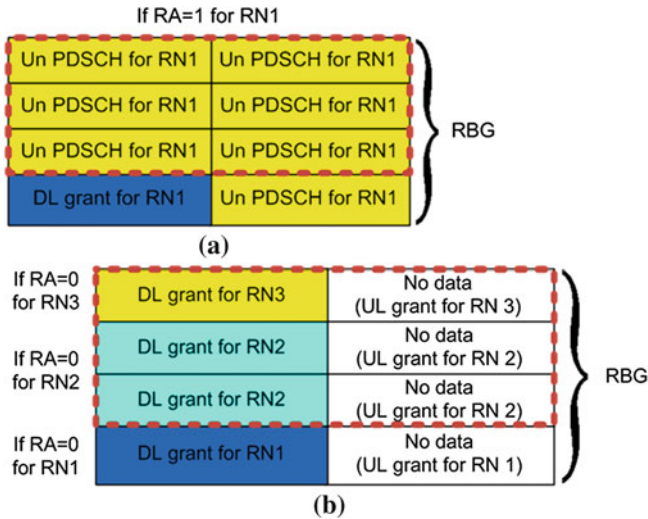 If RA=1 for RN1
Un PDSCH for RN1 Un PDSCH for RN1
Un PDSCH for RN1 Un PDSCH for RN1
Un PDSCH for RN1 Un PDSCH for RN1
DL grant for RN1 Un PDSCH for RN1
RBG
(a)
If RA=0
for RN3
DL grant for RN3
No data
(UL grant for RN 3)
If RA=0
for RN2
DL grant for RN2
No data
(UL grant for RN 2)
DL grant for RN2
No data
(UL grant for RN 2)
If RA=0
for RN1
DL grant for RN1
No data
(UL grant for RN 1)
RBG
(b)